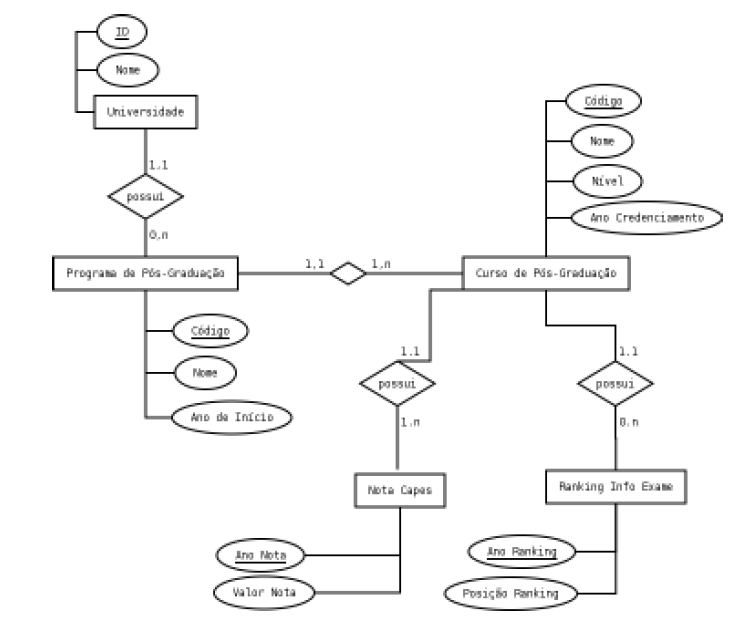 ID
Nome
Universidade
1,1
possui
0,n
Código
Nome
Nível
Ano Credenciamento
Programa de Pós-Graduação
1,1
1,n
Curso de Pós-Graduação
Código
Nome
Ano de Início
1.1
possui
1.n
1.1
possui
0.n
Nota Capes
Ranking Info Exame
Ano Nota
Valor Nota
Ano Ranking
Posição Ranking